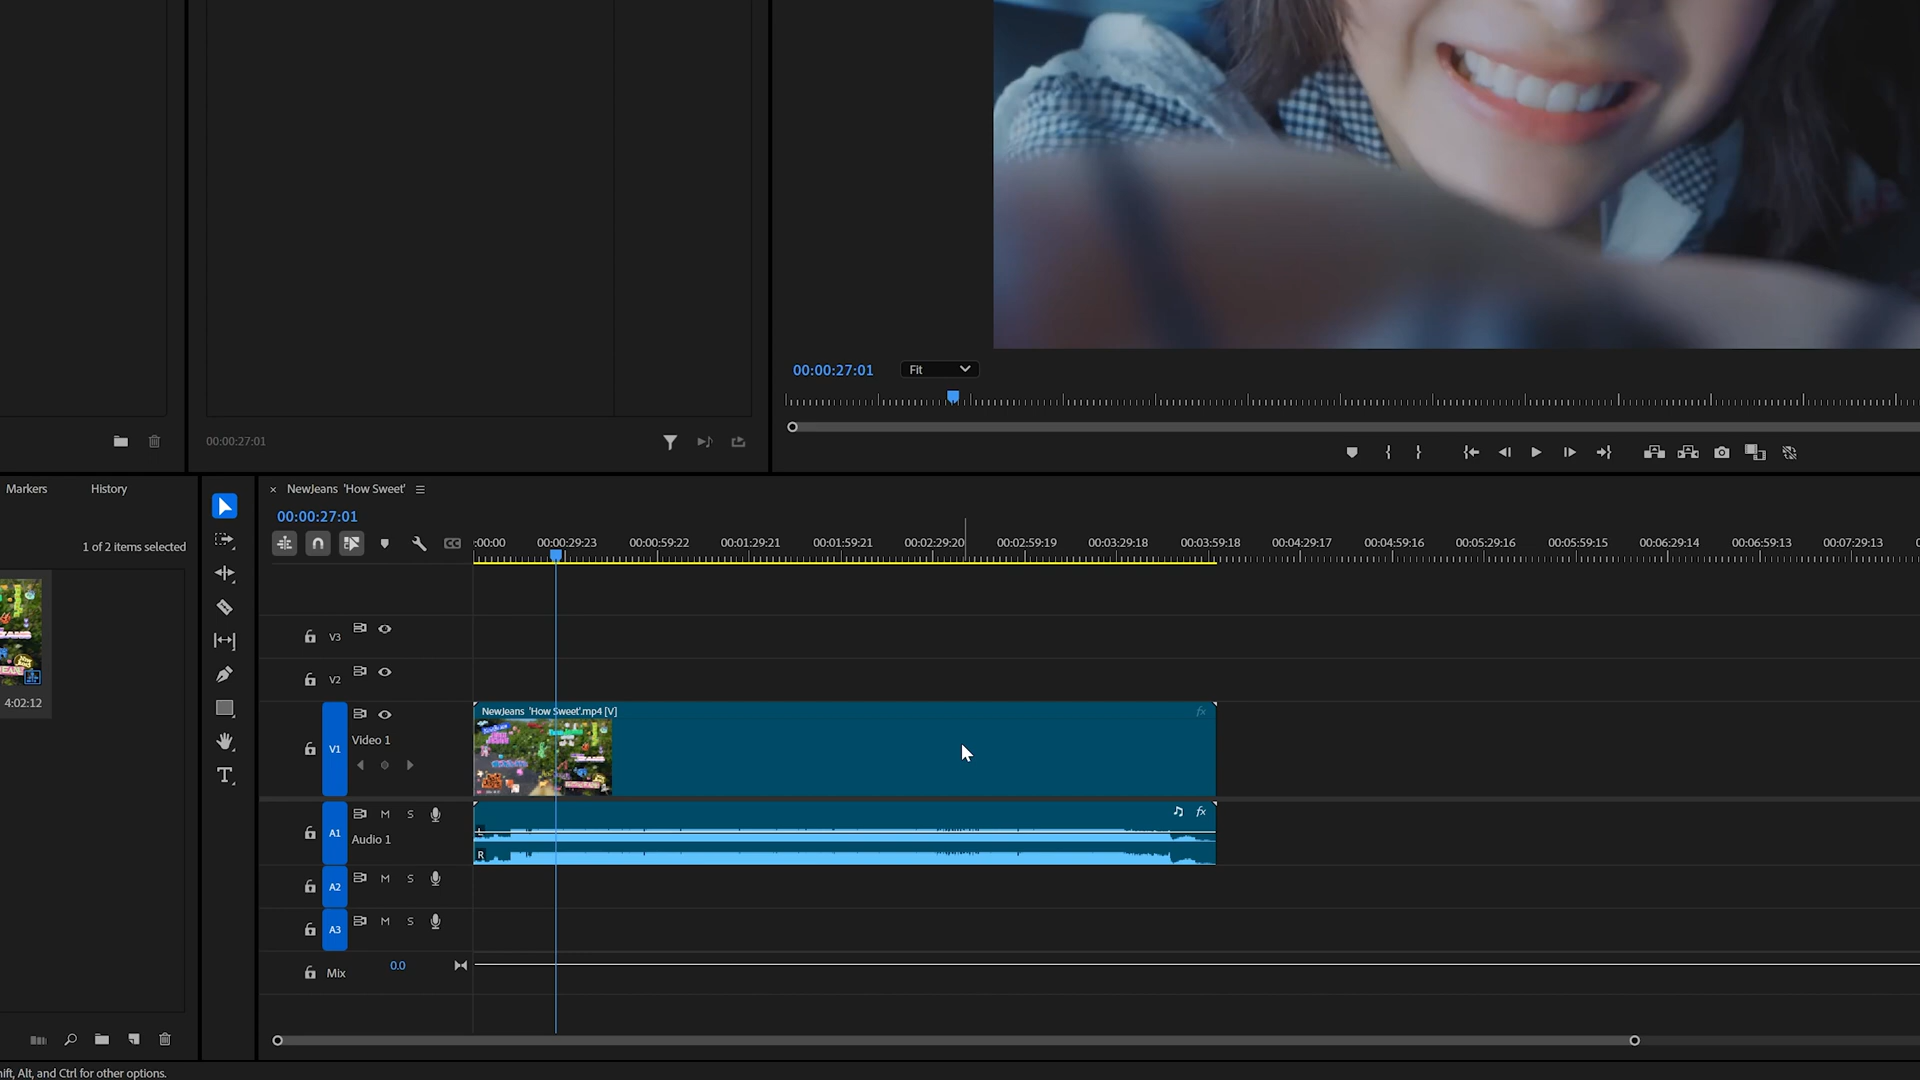 00:00:27:01
Fit
00:00:27:01
Markers
History
NewJeans 'How Sweet'
00:00:27:01
1 of 2 items selected
:00:00
00:00:29:23
00:00:59:22
00:01:29:21
00:01:59:21
00:02:29:20
00:02:59:19
00:03:29:18
00:03:59:18
00:04:29:17
00:04:59:16
00:05:29:16
00:05:59:15
00:06:29:14
00:06:59:13
00:07:29:13
V3
V2
4:02:12
NewJeans 'How Sweet'.mp4 [V]
fx
V1
Video 1
A1
M
S
Audio 1
L
R
fx
A2
M
S
A3
M
S
Mix
0.0
ift, Alt, and Ctrl for other options.